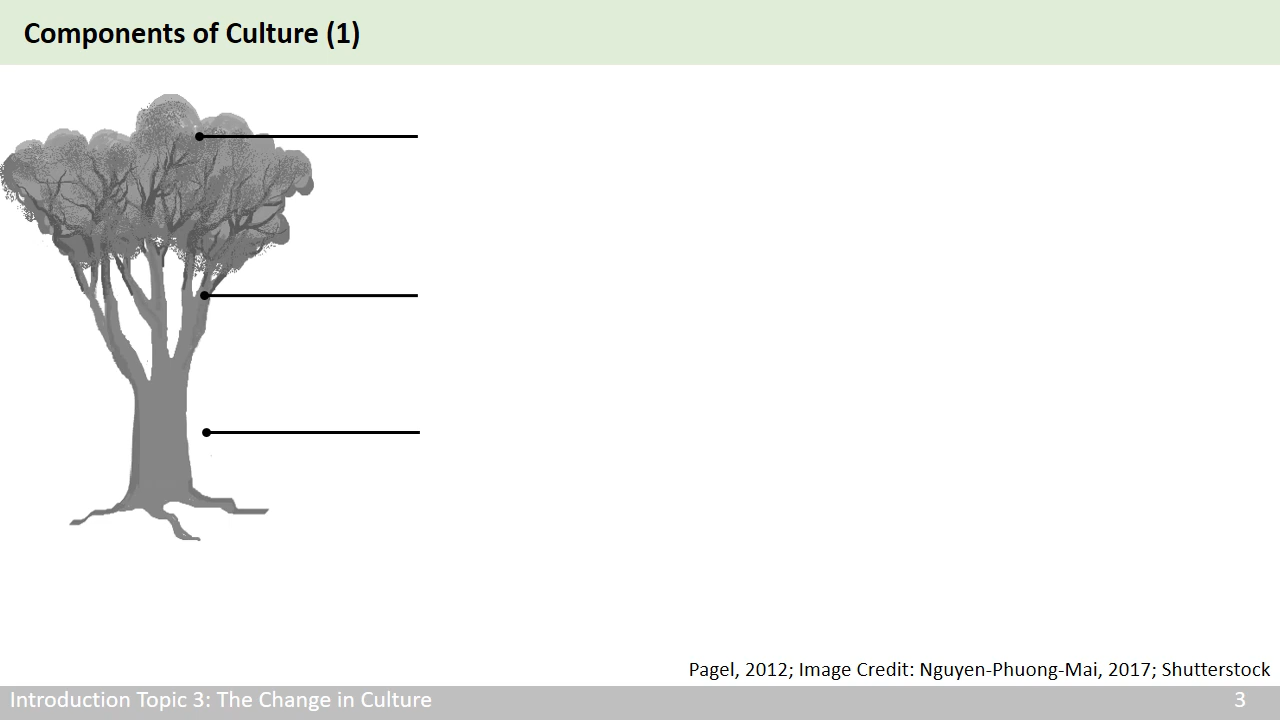 Components of Culture (1)
Pagel, 2012; Image Credit: Nguyen-Phuong-Mai, 2017; Shutterstock
Introduction Topic 3: The Change in Culture
3